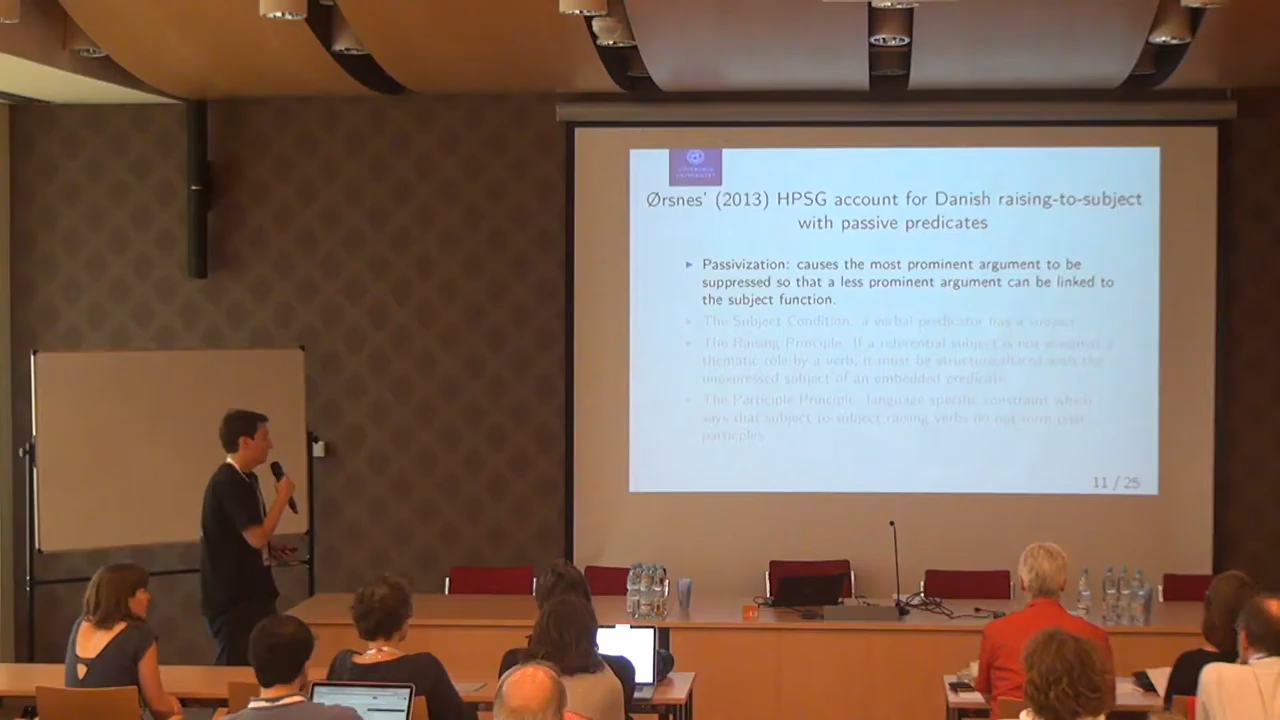 GÖTEBORGS
UNIVERSITET
Ørsnes' (2013) HPSG account for Danish raising-to-subject
with passive predicates
Passivization: causes the most prominent argument to be
suppressed so that a less prominent argument can be linked to
the subject function.
The Subject Condition: a verbal predicator has a subject
The Raising Principle: If a referential subject is not assigned a
thematic role by a verb, it must be structure-shared with the
unexpressed subject of an embedded predicate
The Participle Principle: language specific constraint which
says that subject-to-subject raising verbs do not form past
participles
11 / 25